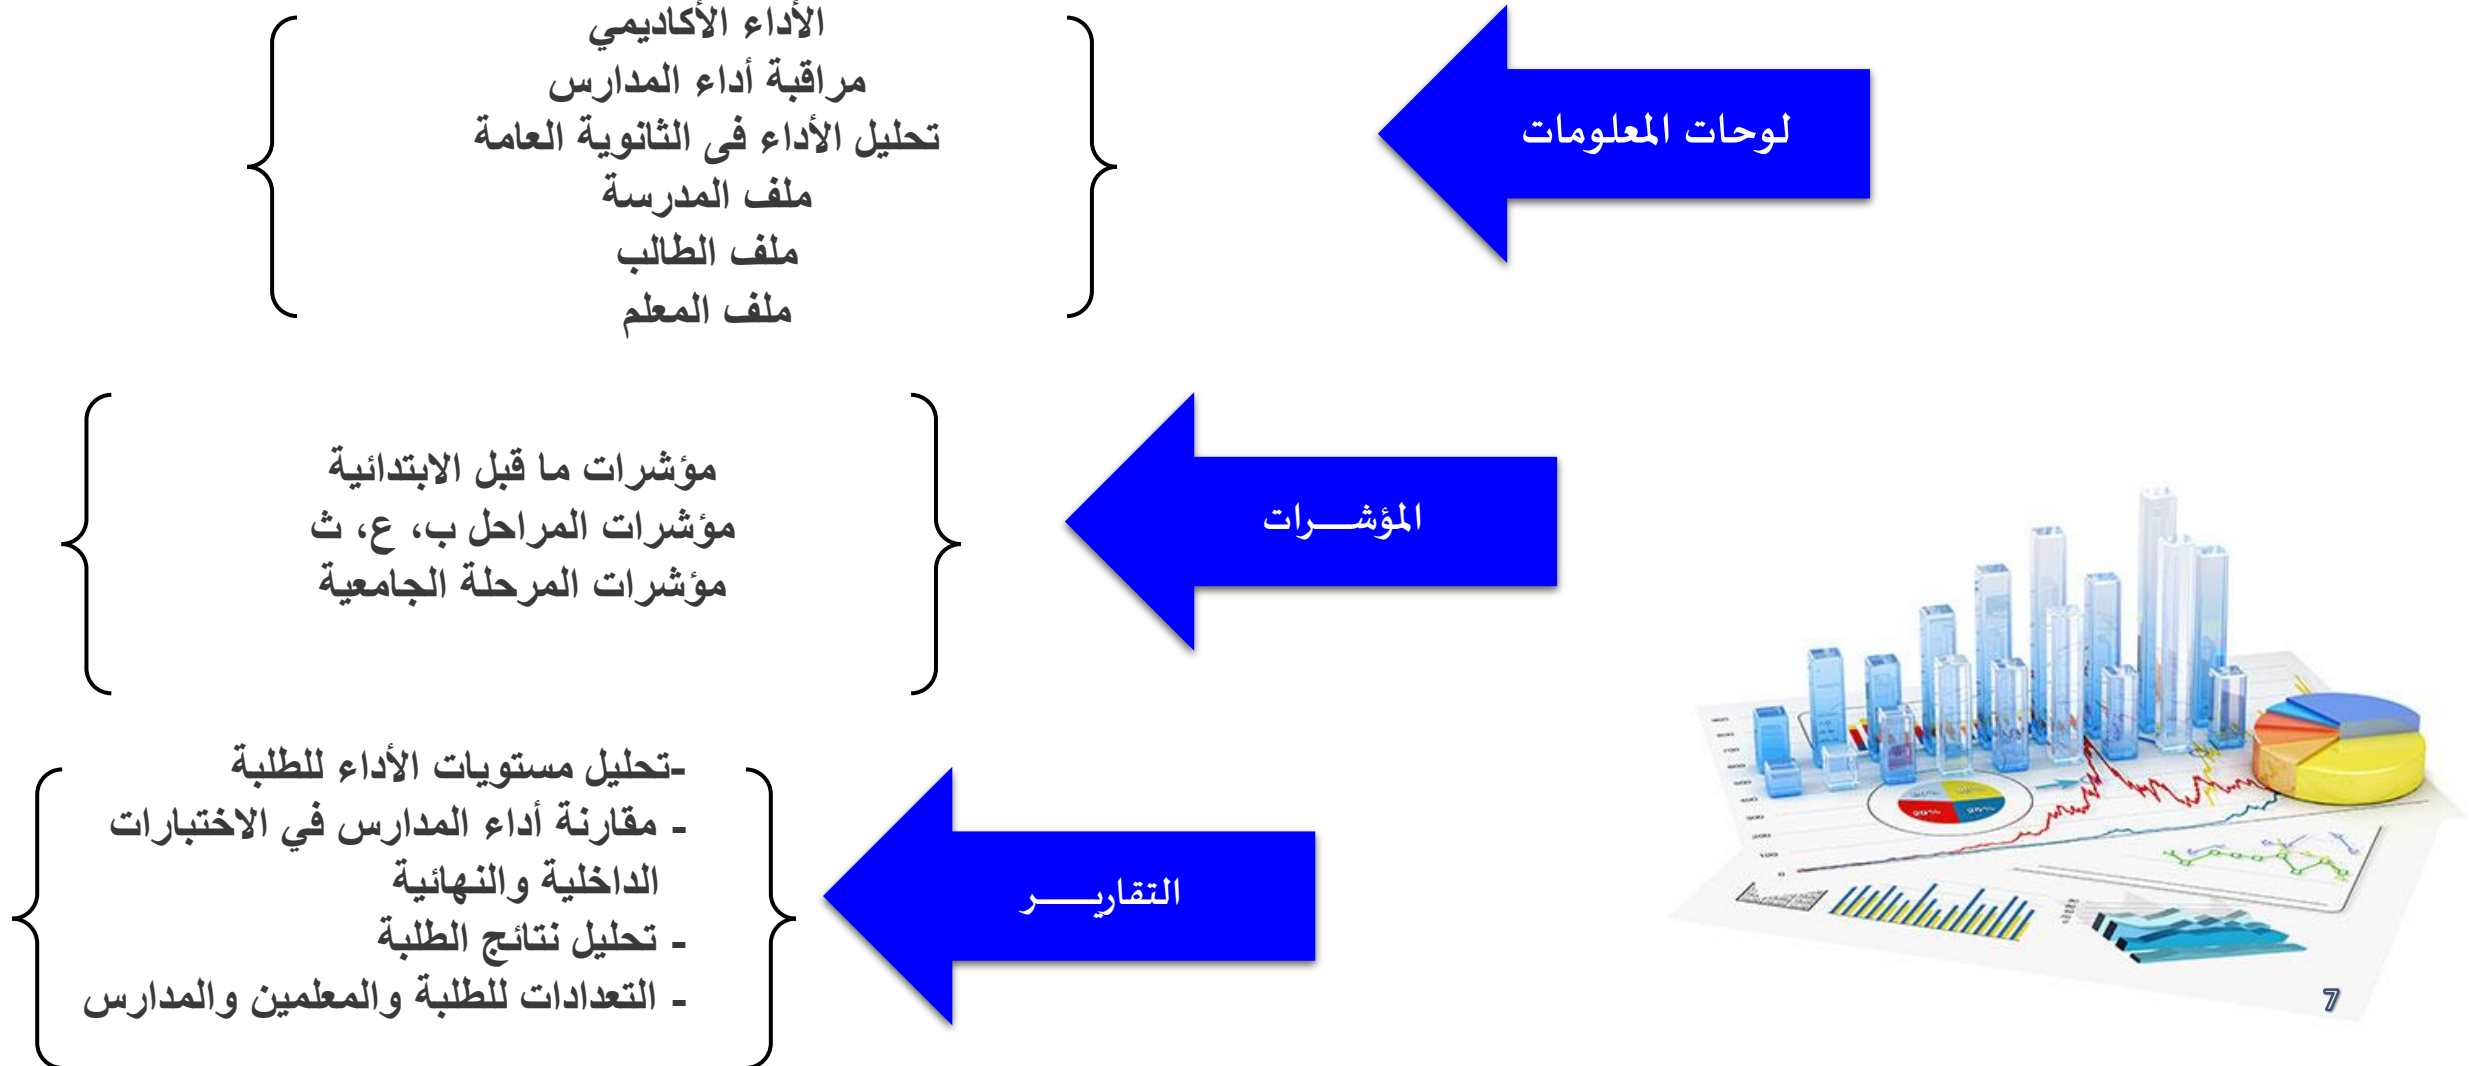 لوحات المعلومات
الأداء الأكاديمي
مراقبة أداء المدارس
تحليل الأداء فى الثانوية العامة
ملف المدرسة
ملف الطالب
ملف المعلم
المؤشـــرات
مؤشرات ما قبل الابتدائية
مؤشرات المراحل ب، ع، ث
مؤشرات المرحلة الجامعية
التقاريـــــر
-تحليل مستويات الأداء للطلبة
- مقارنة أداء المدارس في الاختبارات
الداخلية والنهائية
- تحليل نتائج الطلبة
- التعدادات للطلبة والمعلمين والمدارس
7